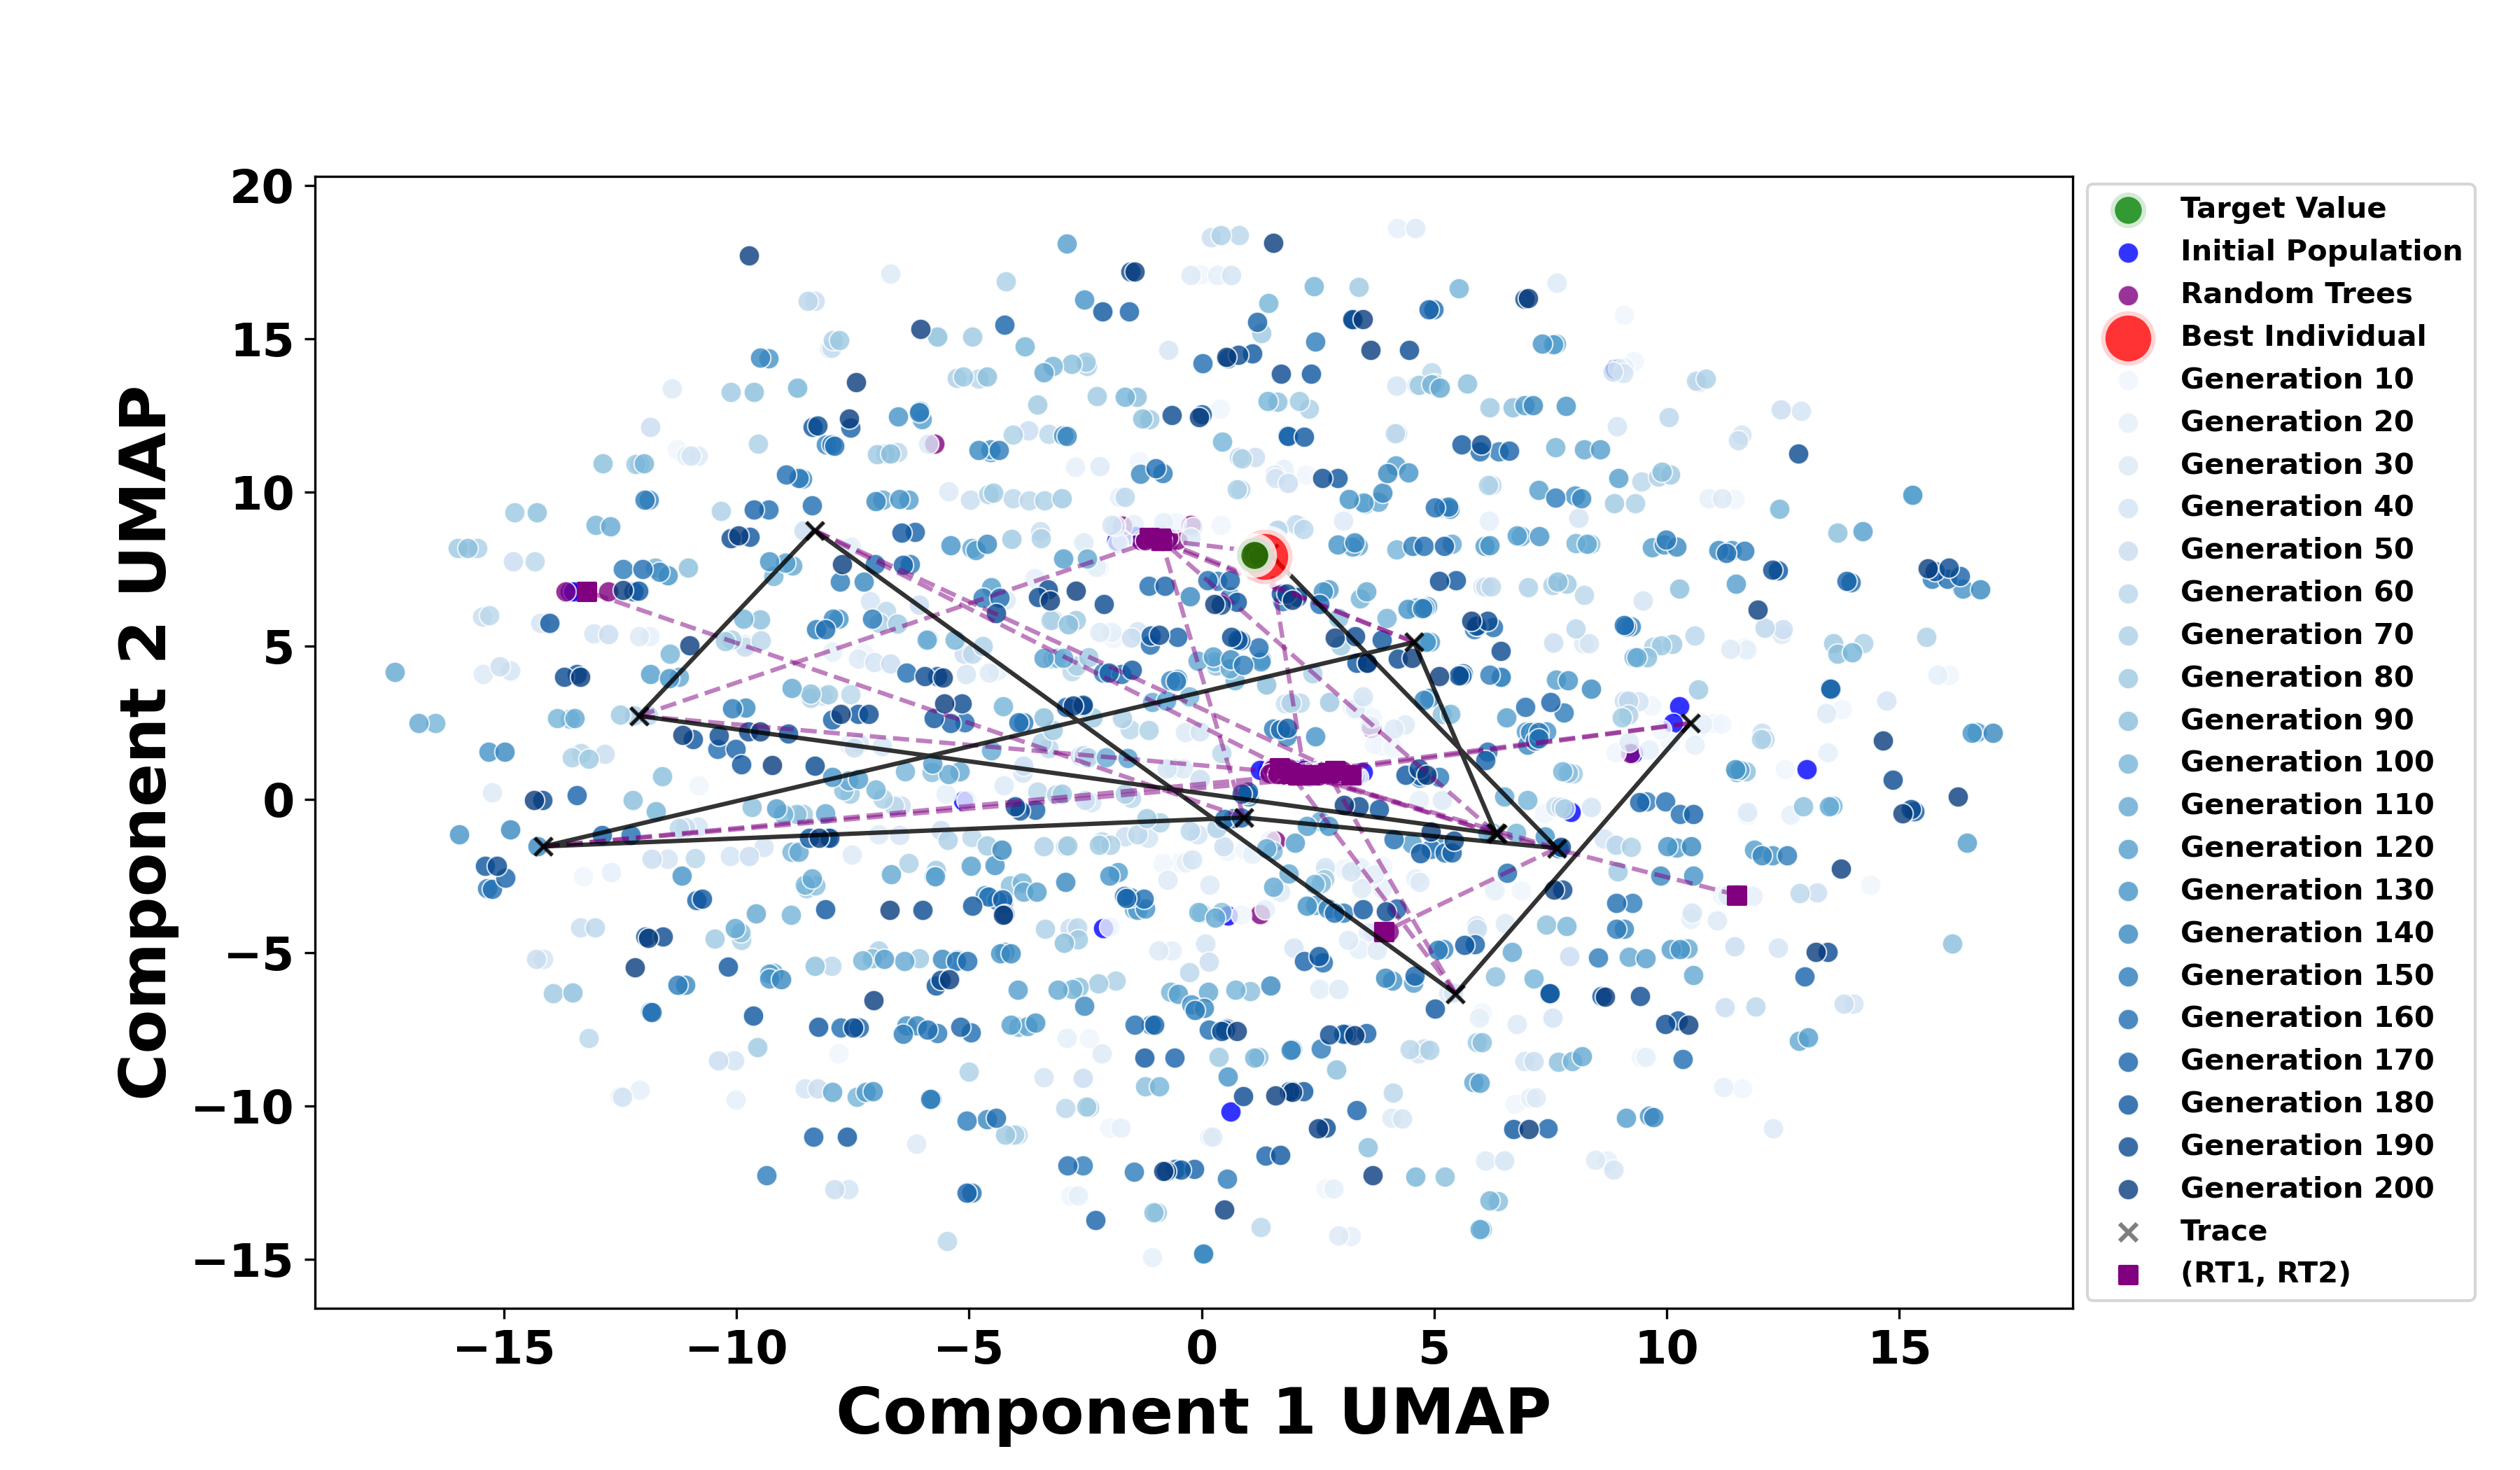 20
15
10
5
0
−5
−10
−15
Component 2 UMAP
−15
−10
−5
0
5
10
15
Component 1 UMAP
Target Value
Initial Population
Random Trees
Best Individual
Generation 10
Generation 20
Generation 30
Generation 40
Generation 50
Generation 60
Generation 70
Generation 80
Generation 90
Generation 100
Generation 110
Generation 120
Generation 130
Generation 140
Generation 150
Generation 160
Generation 170
Generation 180
Generation 190
Generation 200
Trace
(RT1, RT2)